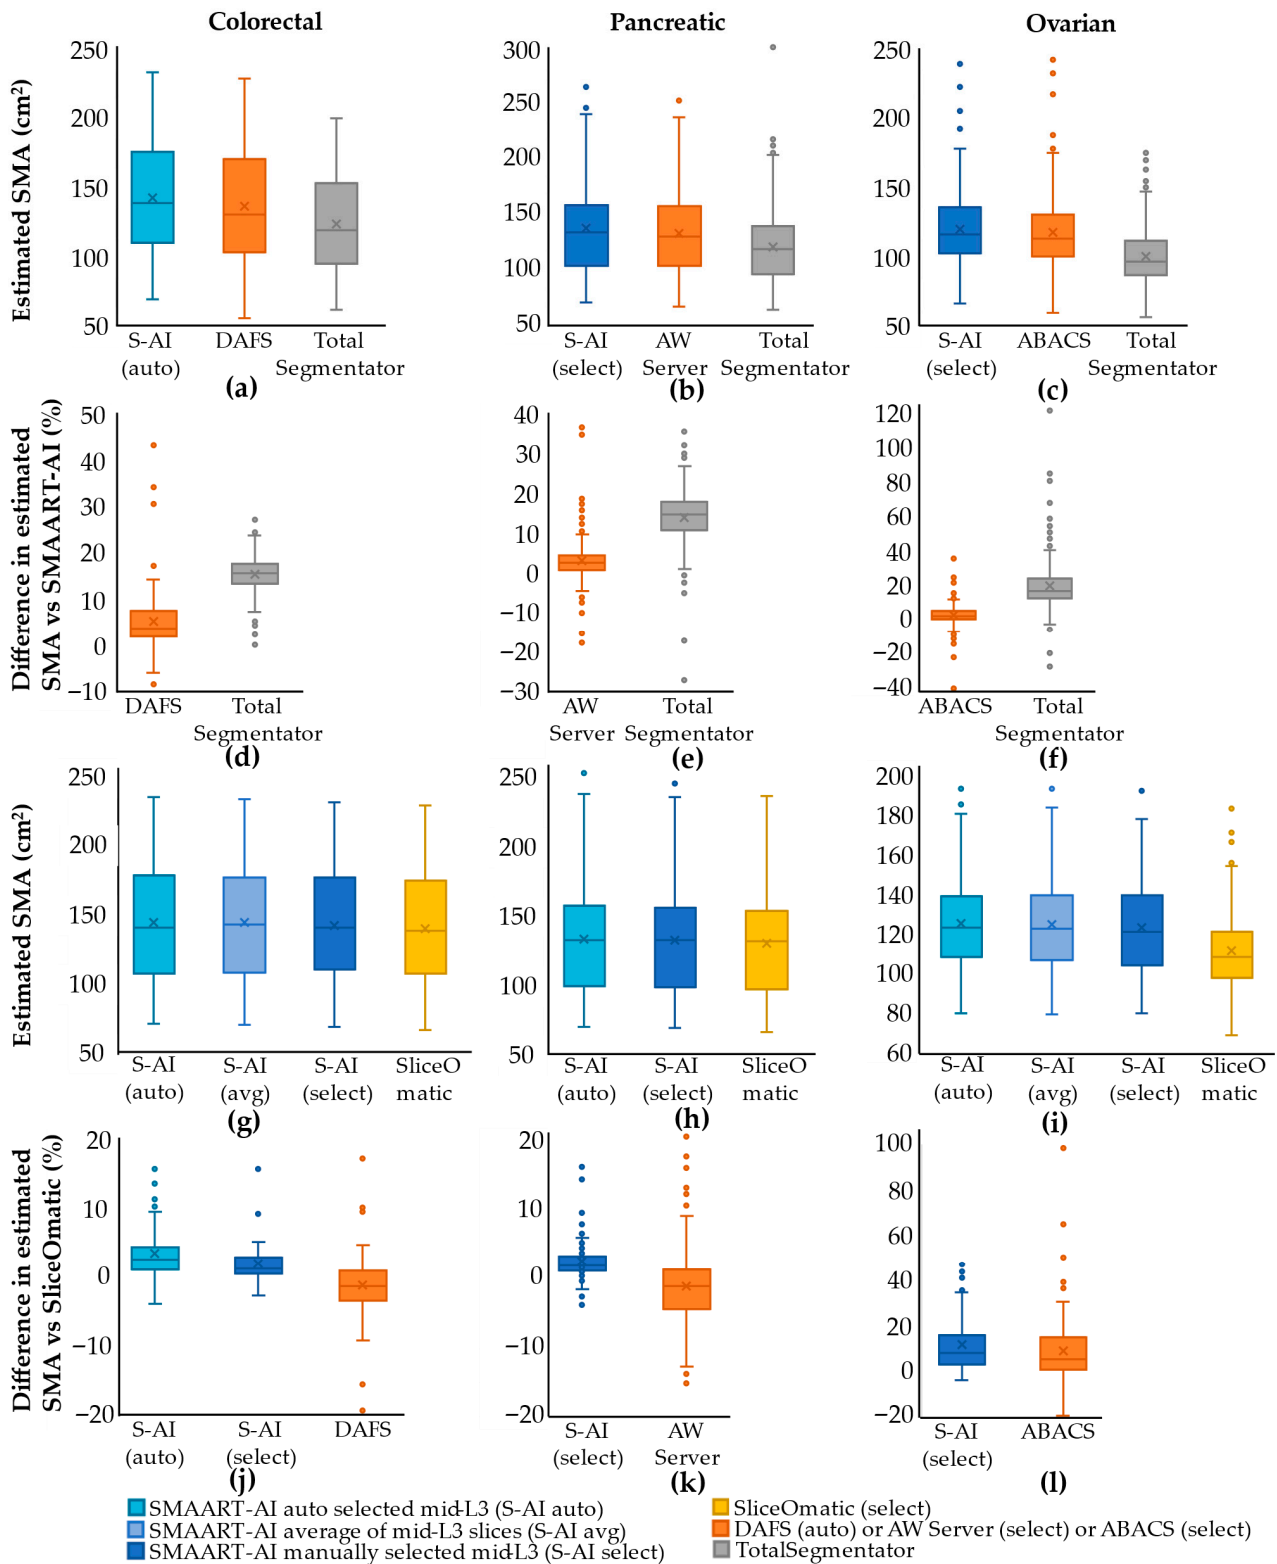 Colorectal
Pancreatic
Ovarian
Estimated SMA (cm²)
250
200
150
100
50
S-AI (auto)
DAFS
Total Segmentator
(a)
300
250
200
150
100
50
S-AI (select)
AW Server
Total Segmentator
(b)
250
200
150
100
50
S-AI (select)
ABACS
Total Segmentator
(c)
Difference in estimated
SMA vs SMAART-AI (%)
50
40
30
20
10
0
−10
DAFS
Total Segmentator
(d)
40
30
20
10
0
−10
−20
−30
AW Server
Total Segmentator
(e)
120
100
80
60
40
20
0
−20
−40
ABACS
Total Segmentator
(f)
Estimated SMA (cm²)
250
200
150
100
50
S-AI (auto)
S-AI (avg)
S-AI (select)
SliceO matic
(g)
250
200
150
100
50
S-AI (auto)
S-AI (select)
SliceO matic
(h)
200
180
160
140
120
100
80
60
S-AI (auto)
S-AI (avg)
S-AI (select)
SliceO matic
(i)
Difference in estimated
SMA vs SliceOmatic (%)
20
10
0
−10
−20
S-AI (auto)
S-AI (select)
DAFS
(j)
20
10
0
−10
−20
S-AI (select)
AW Server
(k)
100
80
60
40
20
0
−20
S-AI (select)
ABACS
(l)
SMAART-AI auto selected mid-L3 (S-AI auto)
SMAART-AI average of mid-L3 slices (S-AI avg)
SMAART-AI manually selected mid-L3 (S-AI select)
SliceOmatic (select)
DAFS (auto) or AW Server (select) or ABACS (select)
TotalSegmentator